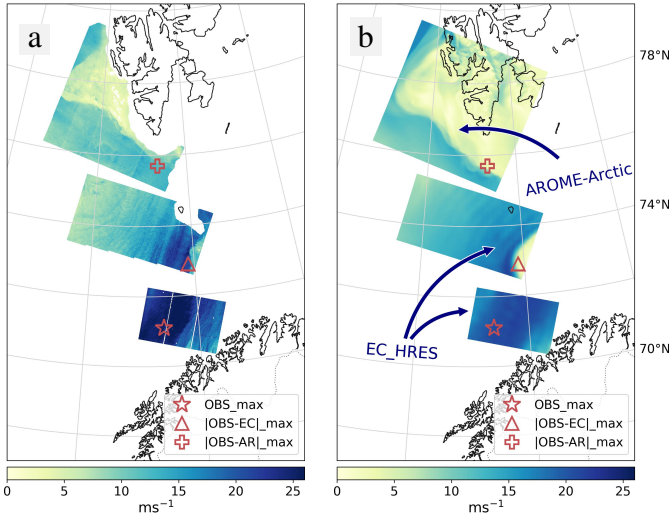 a
b
78°N
AROME-Arctic
74°N
EC_HRES
70°N
OBS_max
|OBS-EC|_max
|OBS-AR|_max
OBS_max
|OBS-EC|_max
|OBS-AR|_max
0 5 10 15 20 25
ms⁻¹
0 5 10 15 20 25
ms⁻¹